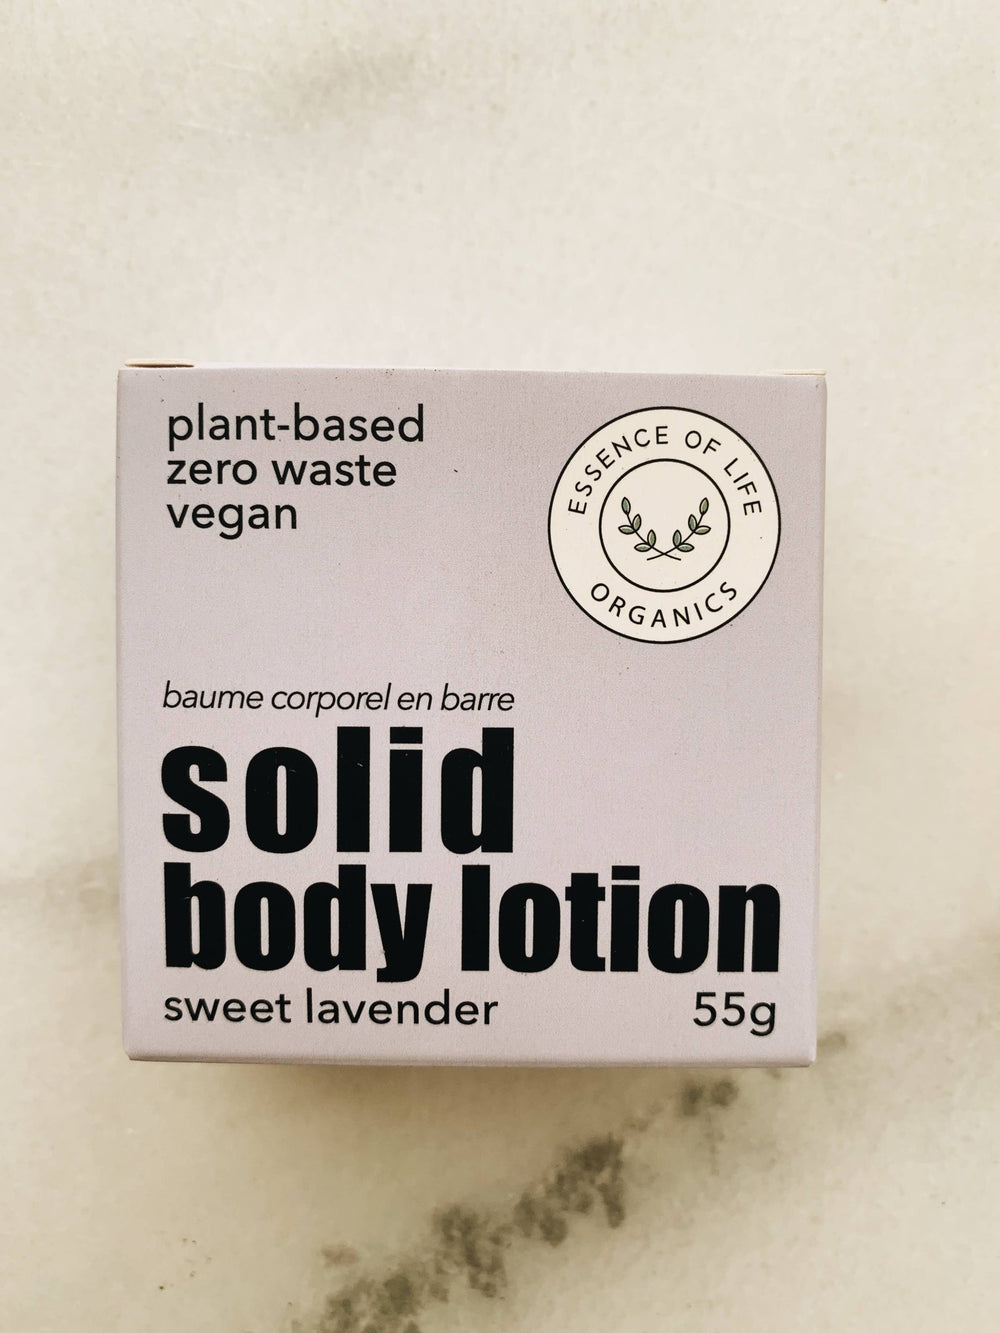 plant-based
zero waste
vegan
ESSENCE OF LIFE
ORGANICS
baume corporel en barre
solid
body lotion
sweet lavender
55g